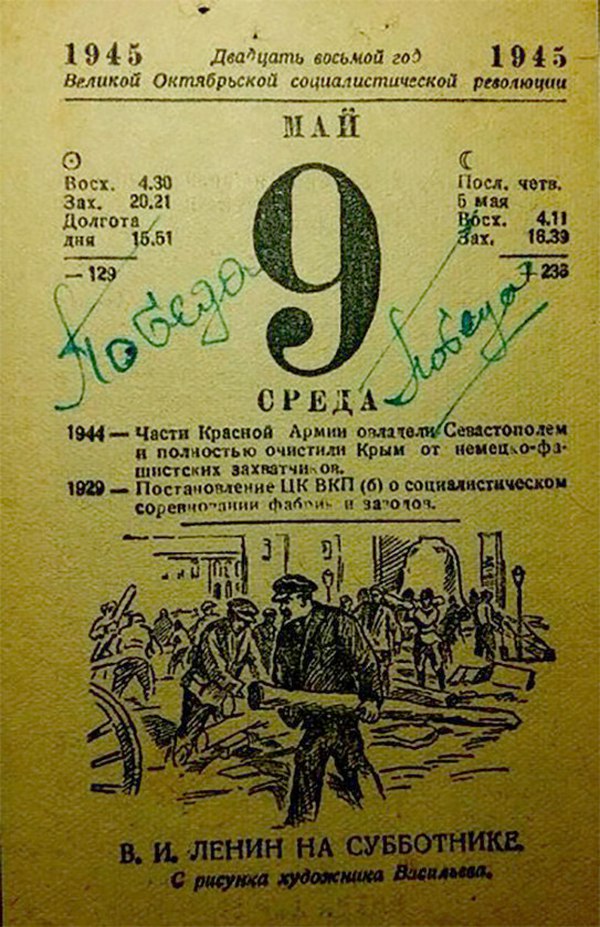 1945 Двадцать восьмой год 1945
Великой Октябрьской социалистической революции
МАЙ
Восх. 4.30
Зах. 20.21
Долгота
дня 15.51
— 129
9
Посл. четв.
5 мая
Восх. 4.11
Зах. 16.39
+ 236
Победа
Победа
СРЕДА
1944 — Части Красной Армии овладели Севастополем
и полностью очистили Крым от немецко-фа-
шистских захватчиков.
1929 — Постановление ЦК ВКП (б) о социалистическом
соревновании фабрик и заводов.
В. И. ЛЕНИН НА СУББОТНИКЕ.
С рисунка художника Васильева.